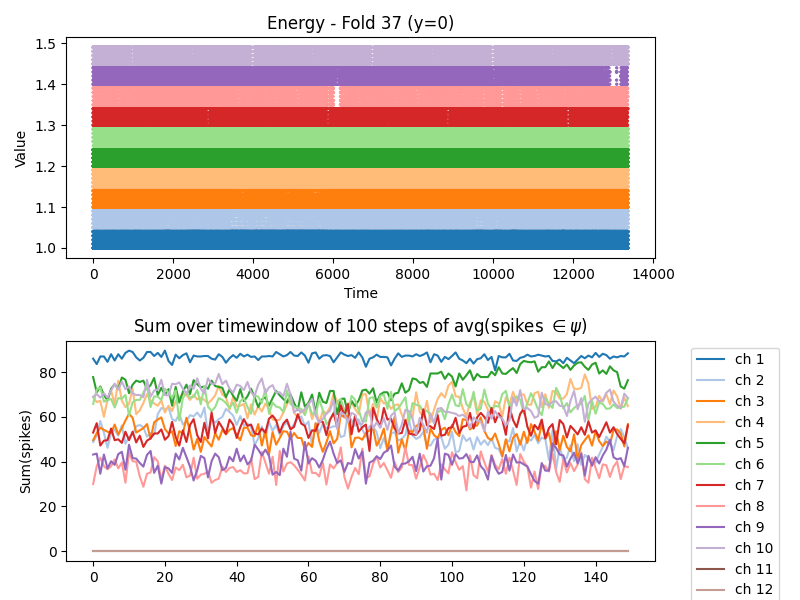 Energy - Fold 37 (y=0)
1.5
1.4
1.3
1.2
1.1
1.0
Value
0 2000 4000 6000 8000 10000 12000 14000
Time
Sum over timewindow of 100 steps of avg(spikes ∈ψ)
80
60
40
20
0
Sum(spikes)
0 20 40 60 80 100 120 140
ch 1
ch 2
ch 3
ch 4
ch 5
ch 6
ch 7
ch 8
ch 9
ch 10
ch 11
ch 12